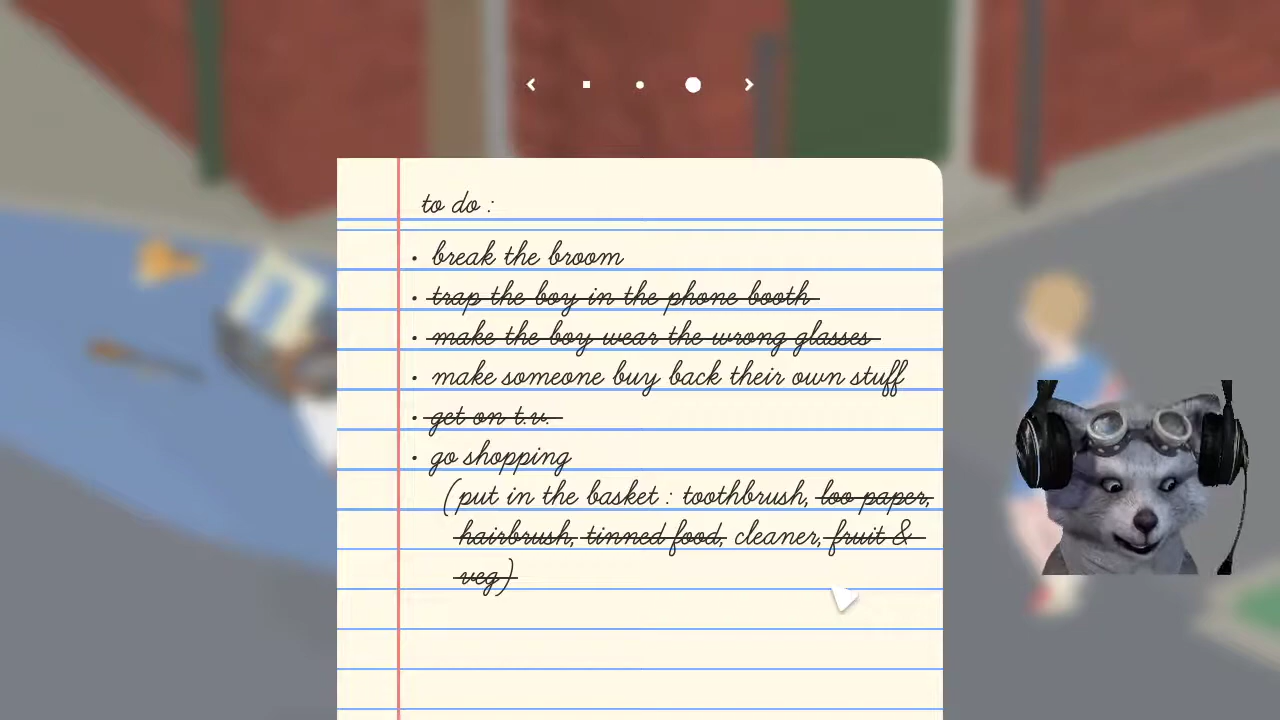 to do :
• break the broom
• trap the boy in the phone booth
• make the boy wear the wrong glasses
• make someone buy back their own stuff
• get on t.v.
• go shopping
(put in the basket : toothbrush, loo paper,
hairbrush, tinned food, cleaner, fruit &
veg)